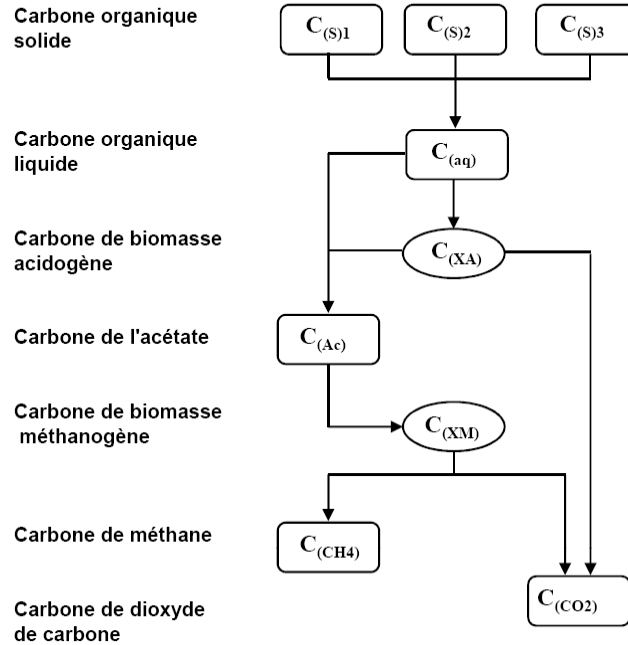 Carbone organique
solide
C(S)1
C(S)2
C(S)3
Carbone organique
liquide
C(aq)
Carbone de biomasse
acidogène
C(XA)
Carbone de l'acétate
C(Ac)
Carbone de biomasse
méthanogène
C(XM)
Carbone de méthane
C(CH4)
Carbone de dioxyde
de carbone
C(CO2)